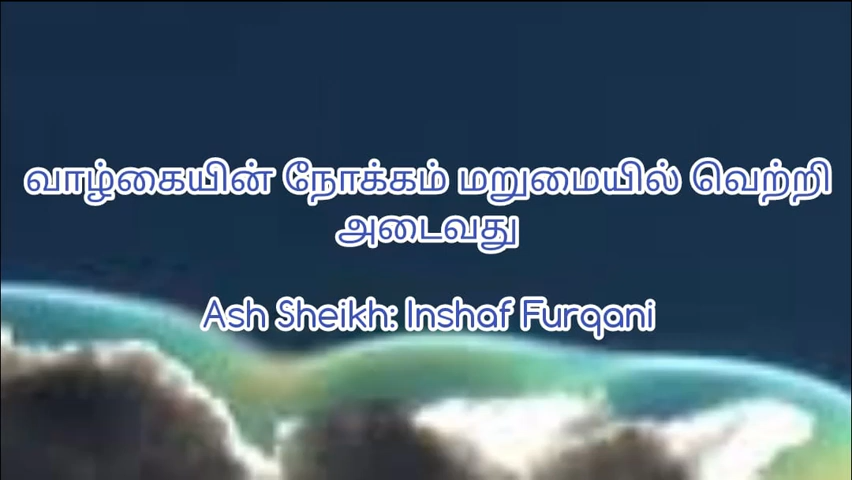 வாழ்கையின் நோக்கம் மறுமையில் வெற்றி
அடைவது
Ash Sheikh: Inshaf Furqani